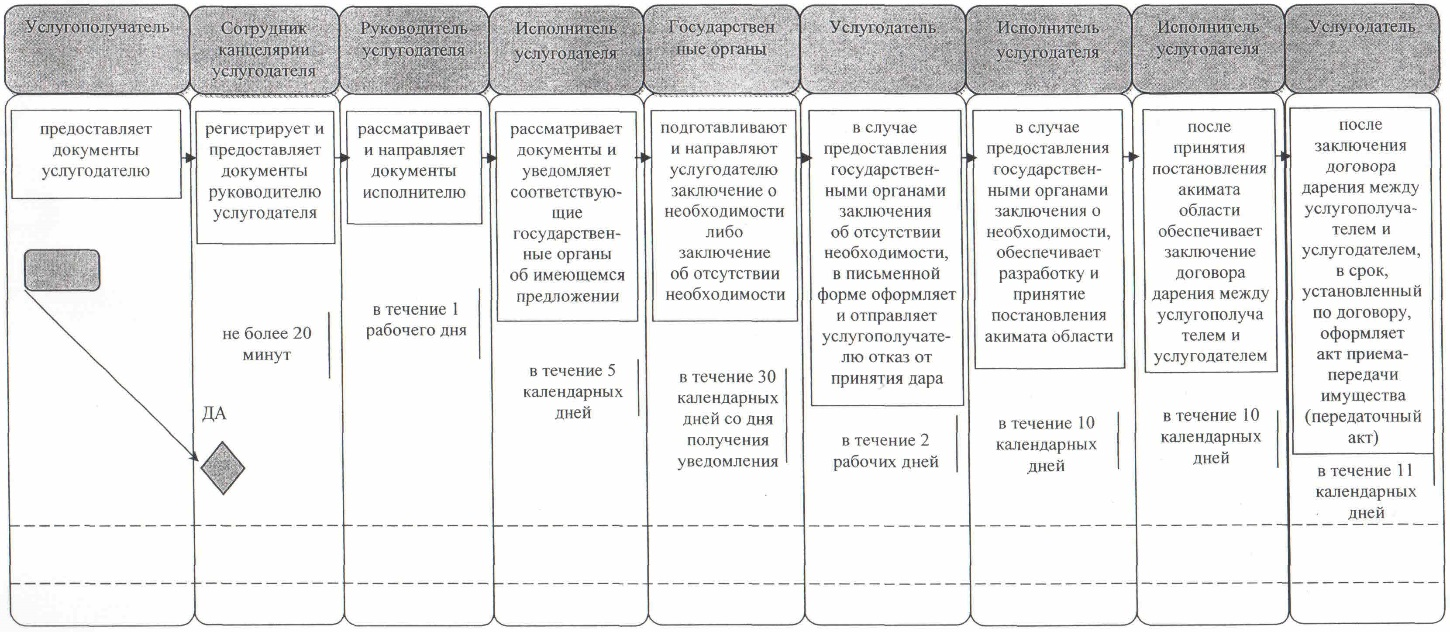 Услугополучатель
Сотрудник
канцелярии
услугодателя
Руководитель
услугодателя
Исполнитель
услугодателя
Государствен
ные органы
Услугодатель
Исполнитель
услугодателя
Исполнитель
услугодателя
Услугодатель
предоставляет
документы
услугодателю
регистрирует и
предоставляет
документы
руководителю
услугодателя
рассматривает
и направляет
документы
исполнителю
рассматривает
документы и
уведомляет
соответствую-
щие
государствен-
ные органы
об имеющемся
предложении
подготавливают
и направляют
услугодателю
заключение о
необходимости
либо
заключение
об отсутствии
необходимости
в случае
предоставления
государствен-
ными органами
заключения
об отсутствии
необходимости,
в письменной
форме оформляет
и отправляет
услугополучате-
лю отказ от
принятия дара
в случае
предоставления
государствен-
ными органами
заключения о
необходимости,
обеспечивает
разработку и
принятие
постановления
акимата области
после
принятия
постановления
акимата
области
обеспечивает
заключение
договора
дарения между
услугополуча
телем и
услугодателем
после
заключения
договора
дарения между
услугополуча-
телем и
услугодателем,
в срок,
установленный
по договору,
оформляет
акт приема-
передачи
имущества
(передаточный
акт)
не более 20
минут
в течение 1
рабочего дня
в течение 5
календарных
дней
в течение 30
календарных
дней со дня
получения
уведомления
в течение 2
рабочих дней
в течение 10
календарных
дней
в течение 10
календарных
дней
в течение 11
календарных
дней
ДА